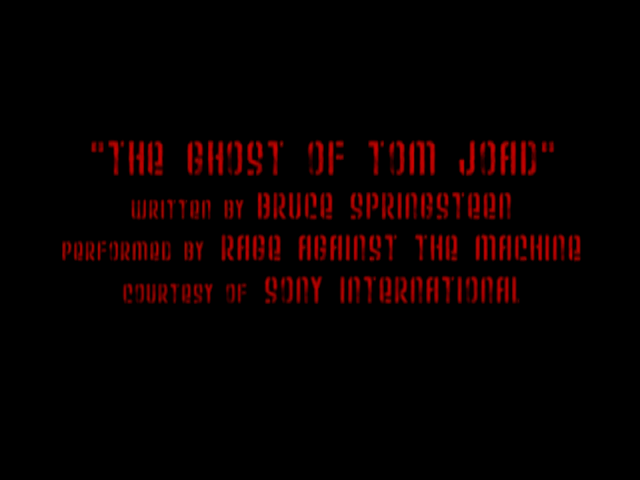 "THE GHOST OF TOM JOAD"
WRITTEN BY BRUCE SPRINGSTEEN
PERFORMED BY RAGE AGAINST THE MACHINE
COURTESY OF SONY INTERNATIONAL